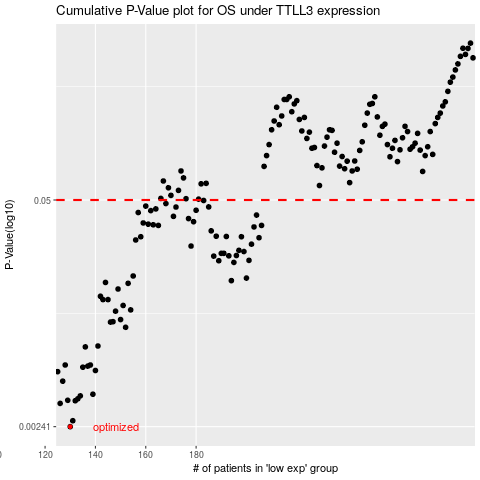 Cumulative P-Value plot for OS under TTLL3 expression
P-Value(log10)
0.05
0.00241
optimized
0 120 140 160 180
# of patients in 'low exp' group